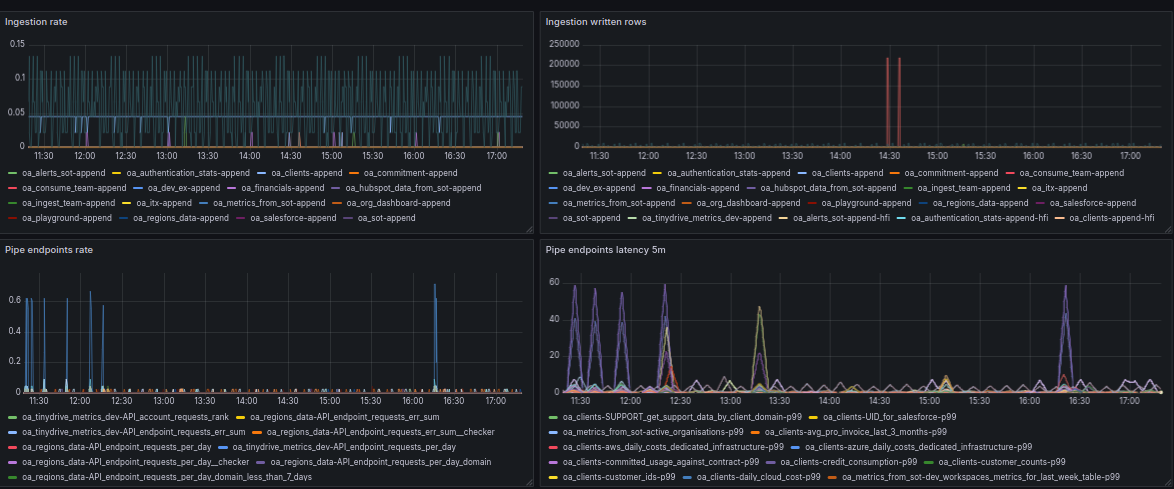 Ingestion rate
0.15
0.1
0.05
0
11:30 12:00 12:30 13:00 13:30 14:00 14:30 15:00 15:30 16:00 16:30 17:00
oa_alerts_sot-append oa_authentication_stats-append oa_clients-append oa_commitment-append
oa_consume_team-append oa_dev_ex-append oa_financials-append oa_hubspot_data_from_sot-append
oa_ingest_team-append oa_itx-append oa_metrics_from_sot-append oa_org_dashboard-append
oa_playground-append oa_regions_data-append oa_salesforce-append oa_sot-append
Ingestion written rows
250000
200000
150000
100000
50000
0
11:30 12:00 12:30 13:00 13:30 14:00 14:30 15:00 15:30 16:00 16:30 17:00
oa_alerts_sot-append oa_authentication_stats-append oa_clients-append oa_commitment-append oa_consume_team-append
oa_dev_ex-append oa_financials-append oa_hubspot_data_from_sot-append oa_ingest_team-append oa_itx-append
oa_metrics_from_sot-append oa_org_dashboard-append oa_playground-append oa_regions_data-append oa_salesforce-append
oa_sot-append oa_tinydrive_metrics_dev-append oa_alerts_sot-append-hfi oa_authentication_stats-append-hfi oa_clients-append-hfi
Pipe endpoints rate
0.6
0.4
0.2
0
11:30 12:00 12:30 13:00 13:30 14:00 14:30 15:00 15:30 16:00 16:30 17:00
oa_tinydrive_metrics_dev-API_account_requests_rank oa_regions_data-API_endpoint_requests_err_sum
oa_tinydrive_metrics_dev-API_endpoint_requests_err_sum oa_regions_data-API_endpoint_requests_err_sum__checker
oa_regions_data-API_endpoint_requests_per_day oa_tinydrive_metrics_dev-API_endpoint_requests_per_day
oa_regions_data-API_endpoint_requests_per_day__checker oa_regions_data-API_endpoint_requests_per_day_domain
oa_regions_data-API_endpoint_requests_per_day_domain_less_than_7_days
Pipe endpoints latency 5m
60
40
20
0
11:30 12:00 12:30 13:00 13:30 14:00 14:30 15:00 15:30 16:00 16:30 17:00
oa_clients-SUPPORT_get_support_data_by_client_domain-p99 oa_clients-UID_for_salesforce-p99
oa_metrics_from_sot-active_organisations-p99 oa_clients-avg_pro_invoice_last_3_months-p99
oa_clients-aws_daily_costs_dedicated_infrastructure-p99 oa_clients-azure_daily_costs_dedicated_infrastructure-p99
oa_clients-committed_usage_against_contract-p99 oa_clients-credit_consumption-p99 oa_clients-customer_counts-p99
oa_clients-customer_ids-p99 oa_clients-daily_cloud_cost-p99 oa_metrics_from_sot-dev_workspaces_metrics_for_last_week_table-p99